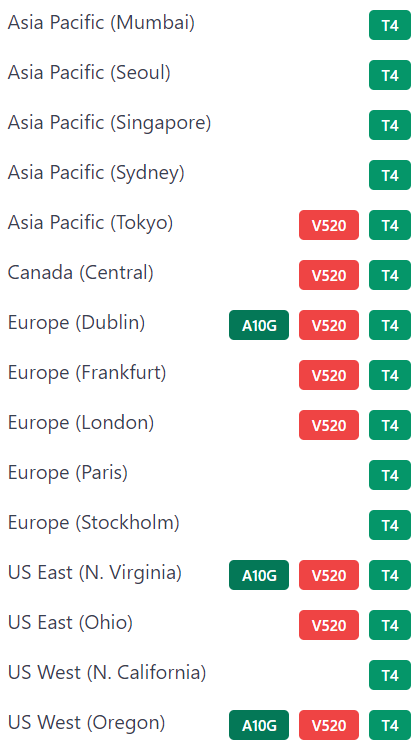 Asia Pacific (Mumbai) T4
Asia Pacific (Seoul) T4
Asia Pacific (Singapore) T4
Asia Pacific (Sydney) T4
Asia Pacific (Tokyo) V520 T4
Canada (Central) V520 T4
Europe (Dublin) A10G V520 T4
Europe (Frankfurt) V520 T4
Europe (London) V520 T4
Europe (Paris) T4
Europe (Stockholm) T4
US East (N. Virginia) A10G V520 T4
US East (Ohio) V520 T4
US West (N. California) T4
US West (Oregon) A10G V520 T4